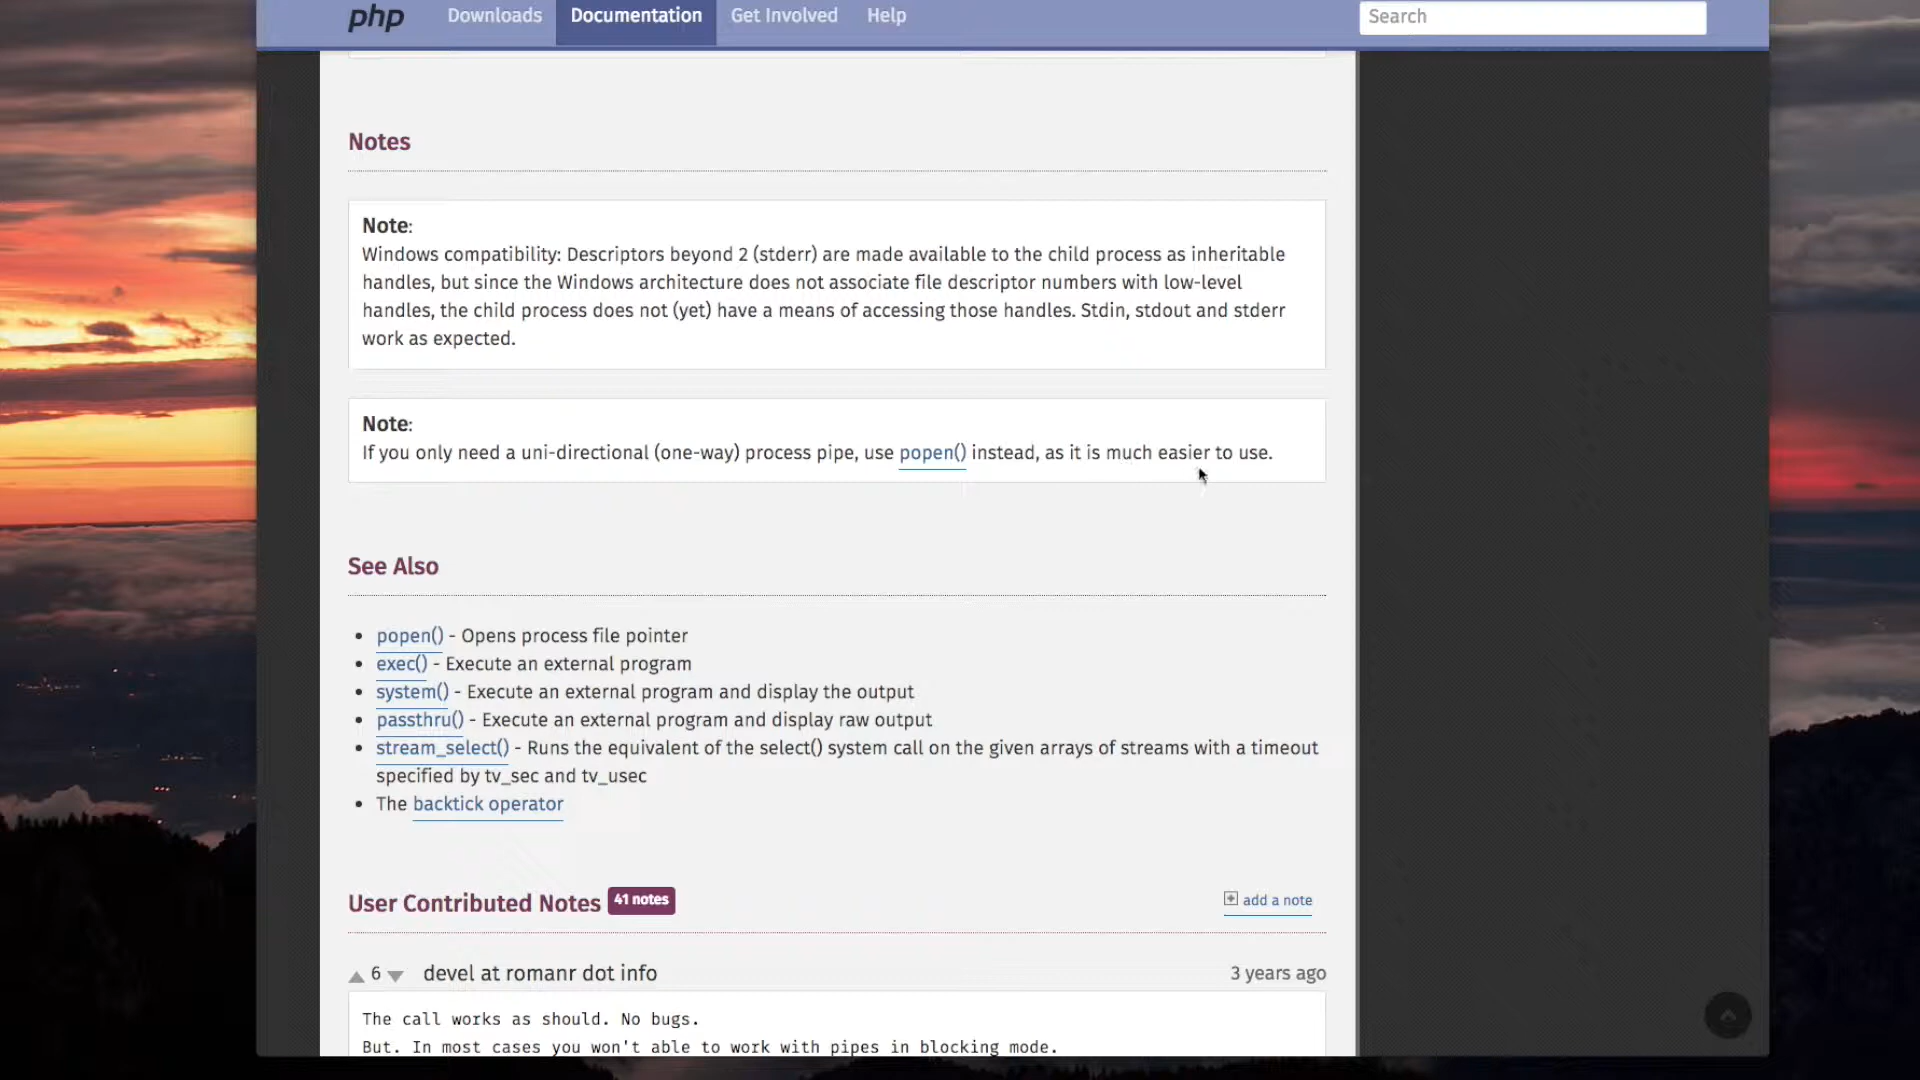 php Downloads Documentation Get Involved Help Search
Notes
Note:
Windows compatibility: Descriptors beyond 2 (stderr) are made available to the child process as inheritable
handles, but since the Windows architecture does not associate file descriptor numbers with low-level
handles, the child process does not (yet) have a means of accessing those handles. Stdin, stdout and stderr
work as expected.
Note:
If you only need a uni-directional (one-way) process pipe, use popen() instead, as it is much easier to use.
See Also
• popen() - Opens process file pointer
• exec() - Execute an external program
• system() - Execute an external program and display the output
• passthru() - Execute an external program and display raw output
• stream_select() - Runs the equivalent of the select() system call on the given arrays of streams with a timeout
specified by tv_sec and tv_usec
• The backtick operator
User Contributed Notes 41 notes add a note
6 devel at romanr dot info 3 years ago
The call works as should. No bugs.
But. In most cases you won't able to work with pipes in blocking mode.